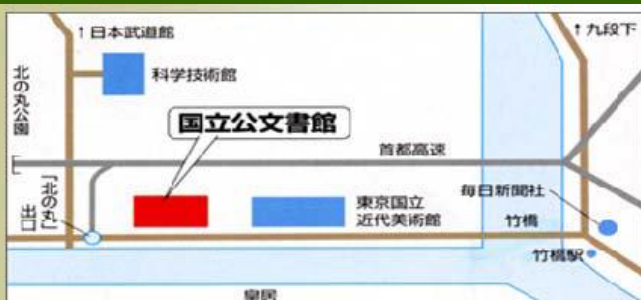 ↑日本武道館
↑九段下
科学技術館
北の丸公園
国立公文書館
首都高速
「北の丸」
出口
東京国立
近代美術館
毎日新聞社
竹橋
竹橋駅
皇居